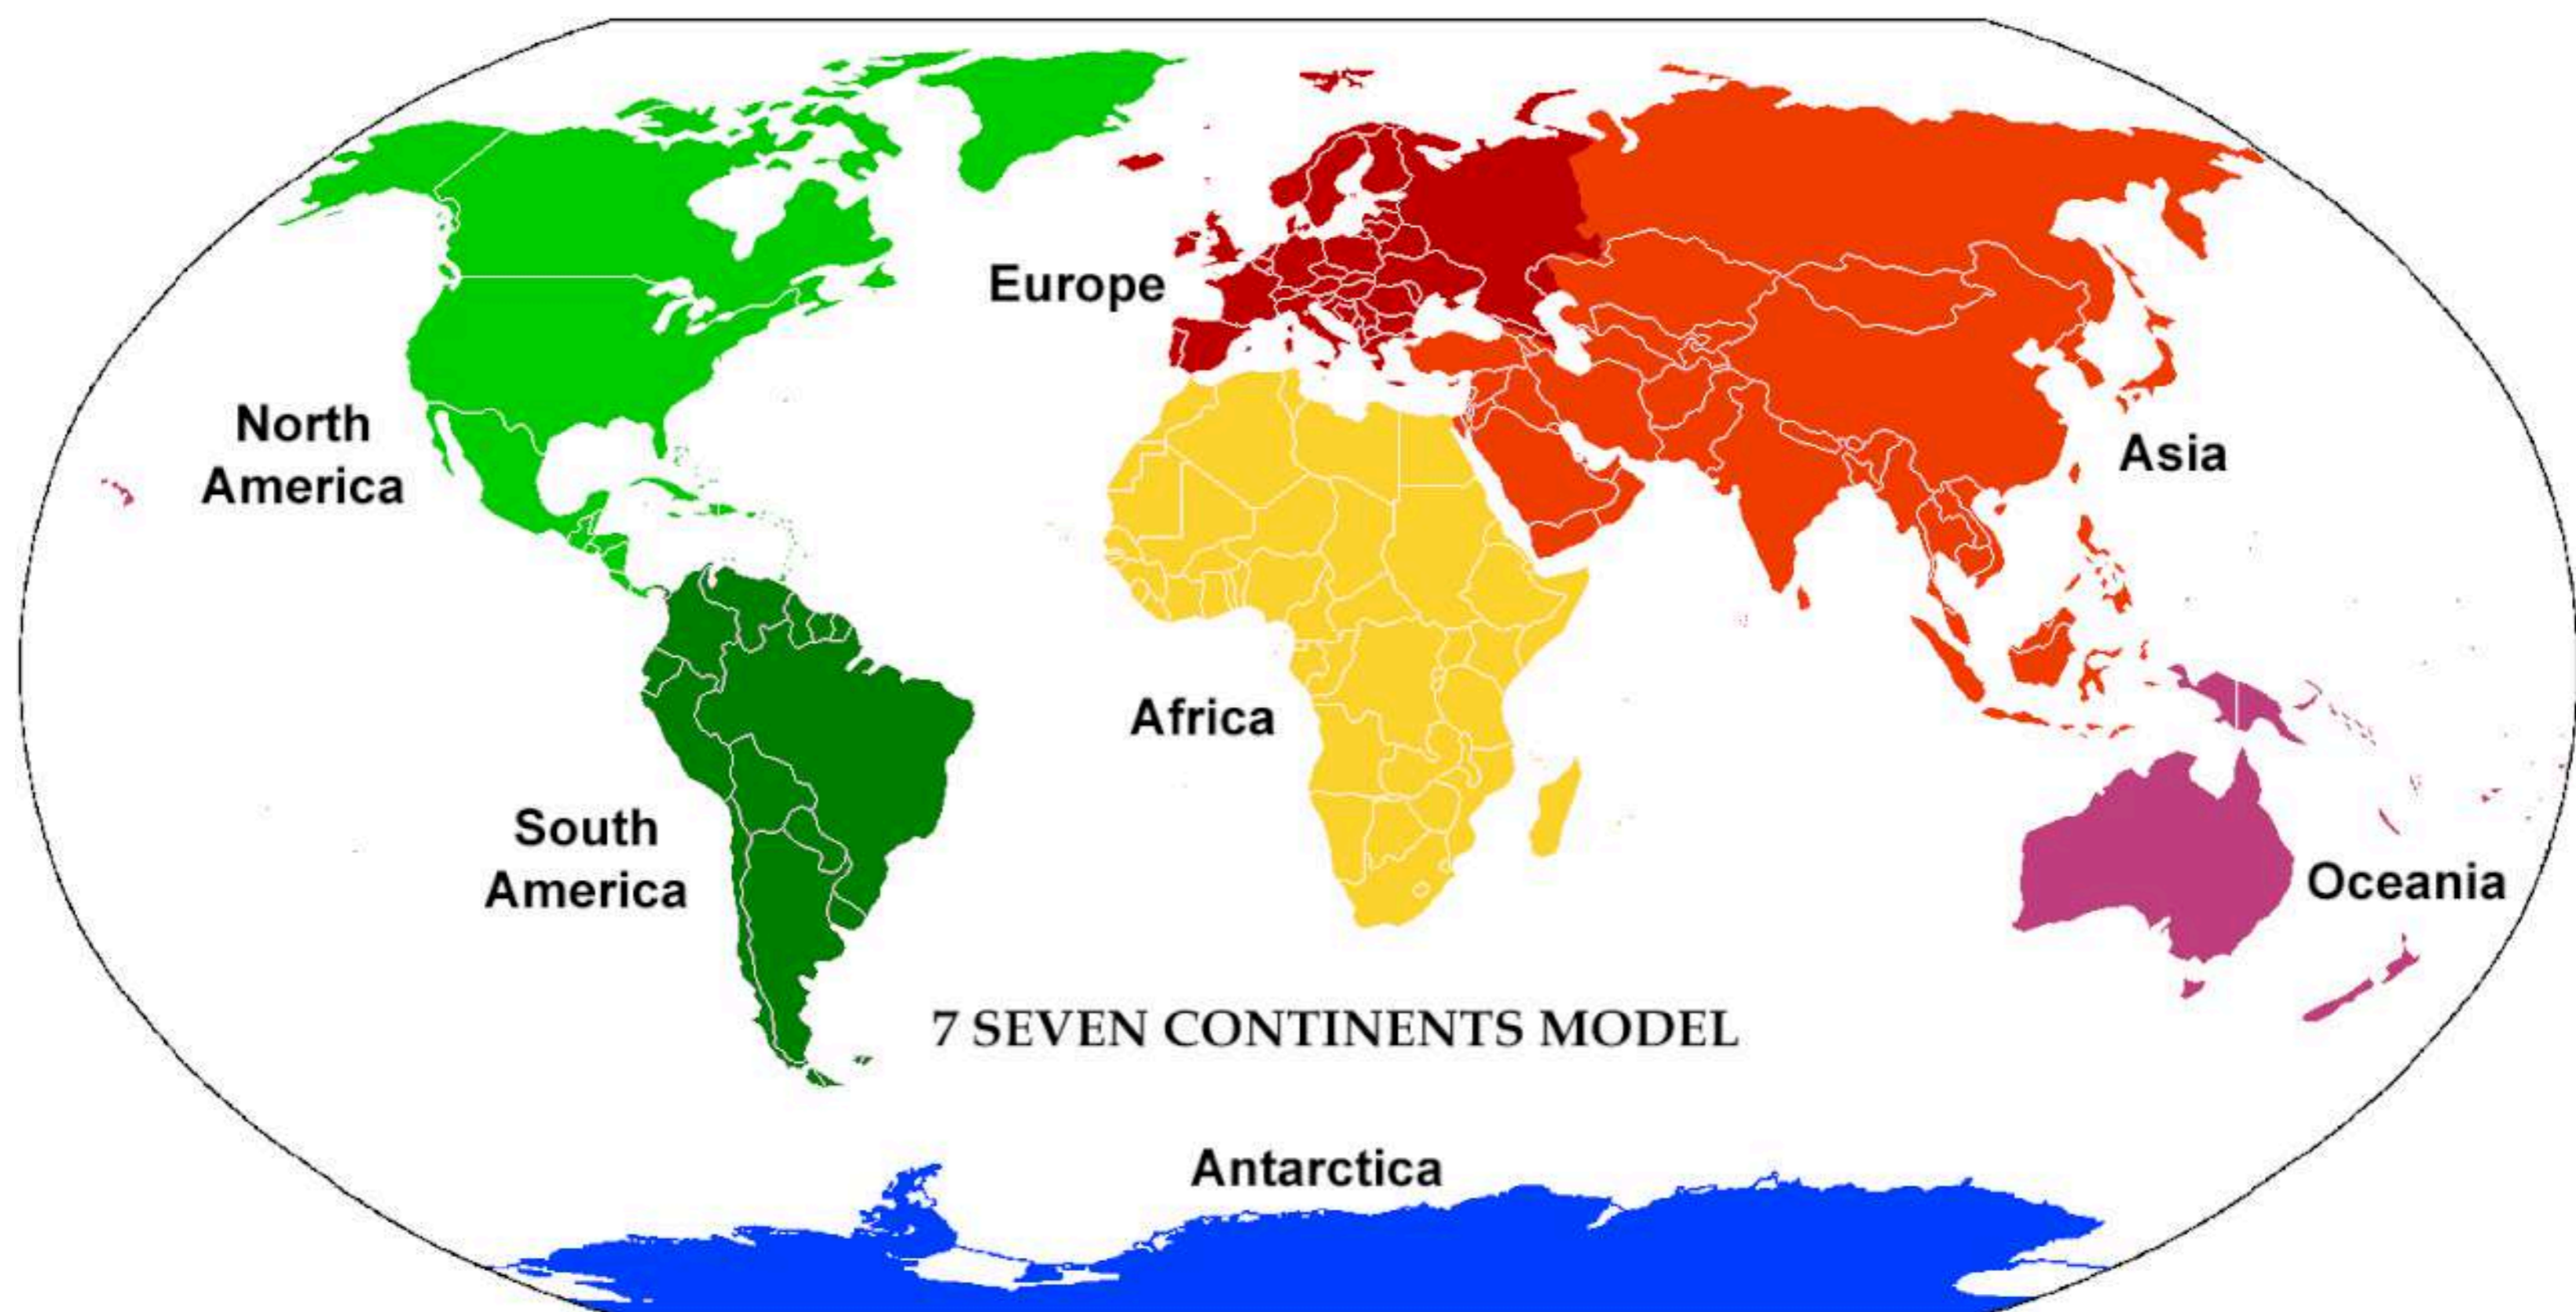 Europe
North
America
Asia
Africa
South
America
Oceania
7 SEVEN CONTINENTS MODEL
Antarctica